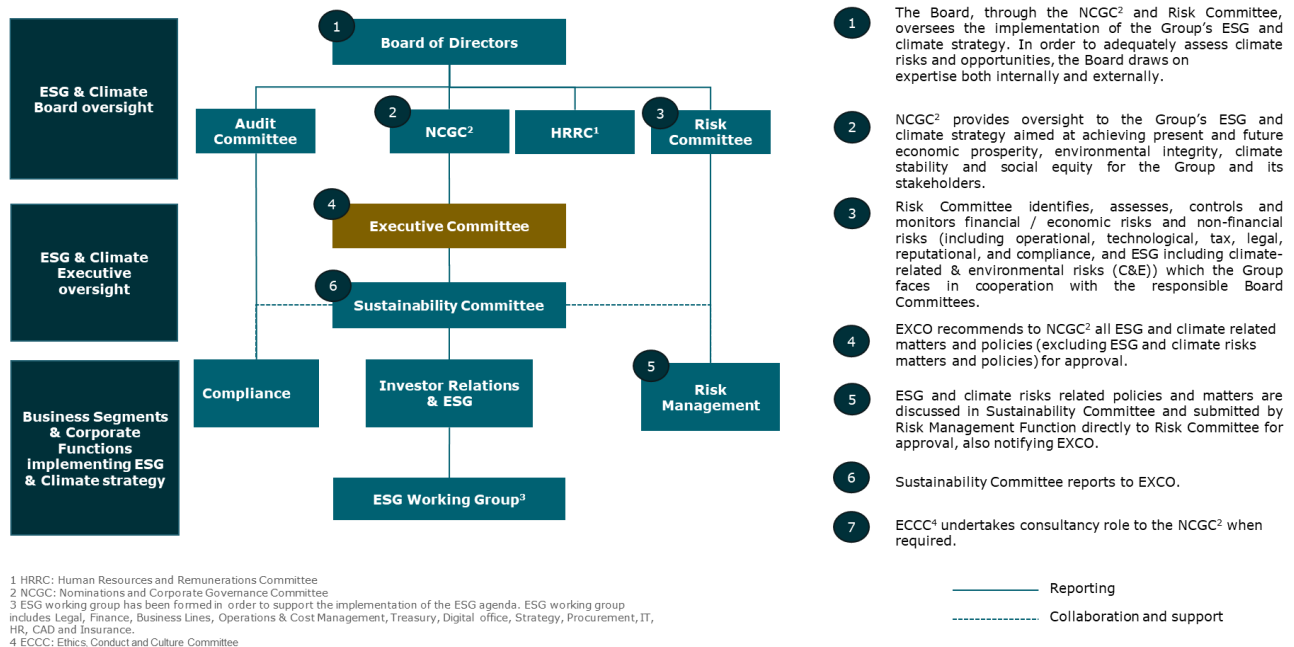 1
Board of Directors
ESG & Climate
Board oversight
Audit
Committee
2
NCGC²
HRRC¹
3
Risk
Committee
4
Executive Committee
ESG & Climate
Executive
oversight
6
Sustainability Committee
Compliance
Investor Relations
& ESG
5
Risk
Management
Business Segments
& Corporate
Functions
implementing ESG
& Climate strategy
ESG Working Group³
1
The Board, through the NCGC² and Risk Committee,
oversees the implementation of the Group's ESG and
climate strategy. In order to adequately assess climate
risks and opportunities, the Board draws on
expertise both internally and externally.
2
NCGC² provides oversight to the Group's ESG and
climate strategy aimed at achieving present and future
economic prosperity, environmental integrity, climate
stability and social equity for the Group and its
stakeholders.
3
Risk Committee identifies, assesses, controls and
monitors financial / economic risks and non-financial
risks (including operational, technological, tax, legal,
reputational, and compliance, and ESG including climate-
related & environmental risks (C&E)) which the Group
faces in cooperation with the responsible Board
Committees.
4
EXCO recommends to NCGC² all ESG and climate related
matters and policies (excluding ESG and climate risks
matters and policies) for approval.
5
ESG and climate risks related policies and matters are
discussed in Sustainability Committee and submitted by
Risk Management Function directly to Risk Committee for
approval, also notifying EXCO.
6
Sustainability Committee reports to EXCO.
7
ECCC⁴ undertakes consultancy role to the NCGC² when
required.
Reporting
Collaboration and support
1 HRRC: Human Resources and Remunerations Committee
2 NCGC: Nominations and Corporate Governance Committee
3 ESG working group has been formed in order to support the implementation of the ESG agenda. ESG working group
includes Legal, Finance, Business Lines, Operations & Cost Management, Treasury, Digital office, Strategy, Procurement, IT,
HR, CAD and Insurance.
4 ECCC: Ethics, Conduct and Culture Committee